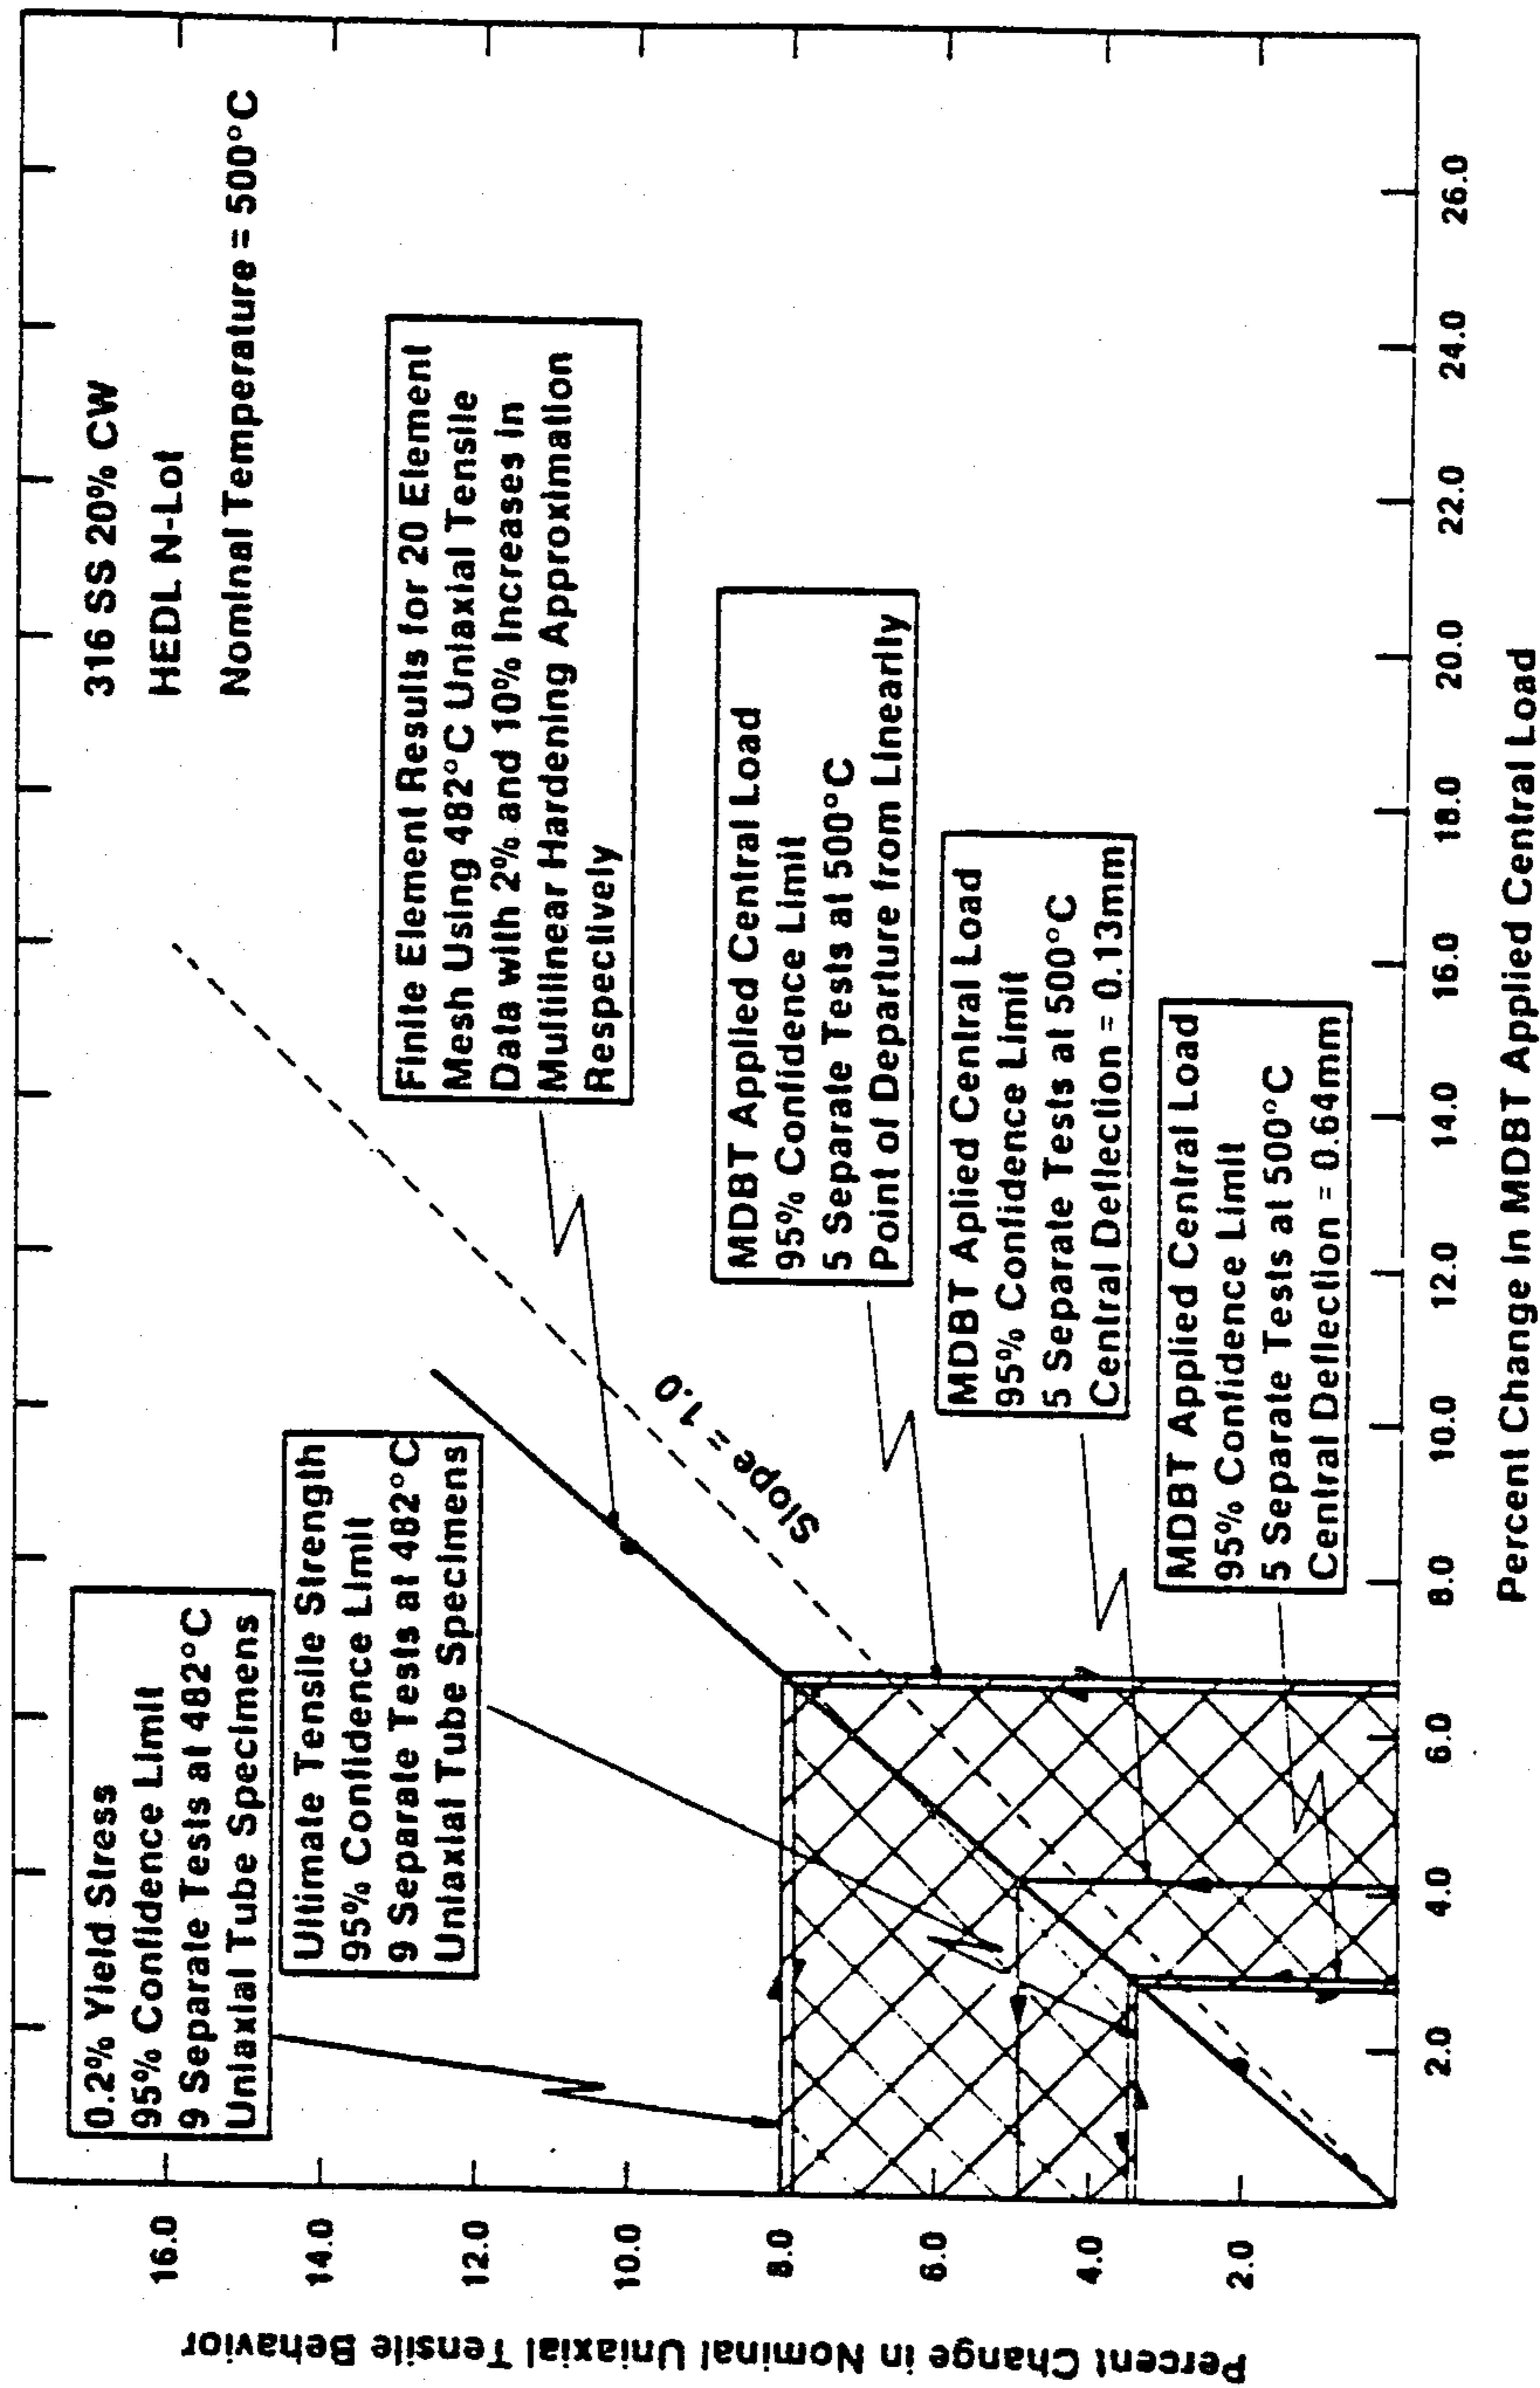 316 SS 20% CW
HEDL N-Lot
Nominal Temperature = 500°C
0.2% Yield Stress
95% Confidence Limit
9 Separate Tests at 482°C
Uniaxial Tube Specimens
Ultimate Tensile Strength
95% Confidence Limit
9 Separate Tests at 482°C
Uniaxial Tube Specimens
Finite Element Results for 20 Element
Mesh Using 482°C Uniaxial Tensile
Data with 2% and 10% Increases in
Multilinear Hardening Approximation
Respectively
Slope = 1.0
MDBT Applied Central Load
95% Confidence Limit
5 Separate Tests at 500°C
Point of Departure from Linearily
MDBT Aplied Central Load
95% Confidence Limit
5 Separate Tests at 500°C
Central Deflection = 0.13mm
MDBT Applied Central Load
95% Confidence Limit
5 Separate Tests at 500°C
Central Deflection = 0.64mm
Percent Change in Nominal Uniaxial Tensile Behavior
16.0
14.0
12.0
10.0
8.0
6.0
4.0
2.0
2.0 4.0 6.0 8.0 10.0 12.0 14.0 16.0 18.0 20.0 22.0 24.0 26.0
Percent Change In MDBT Applied Central Load